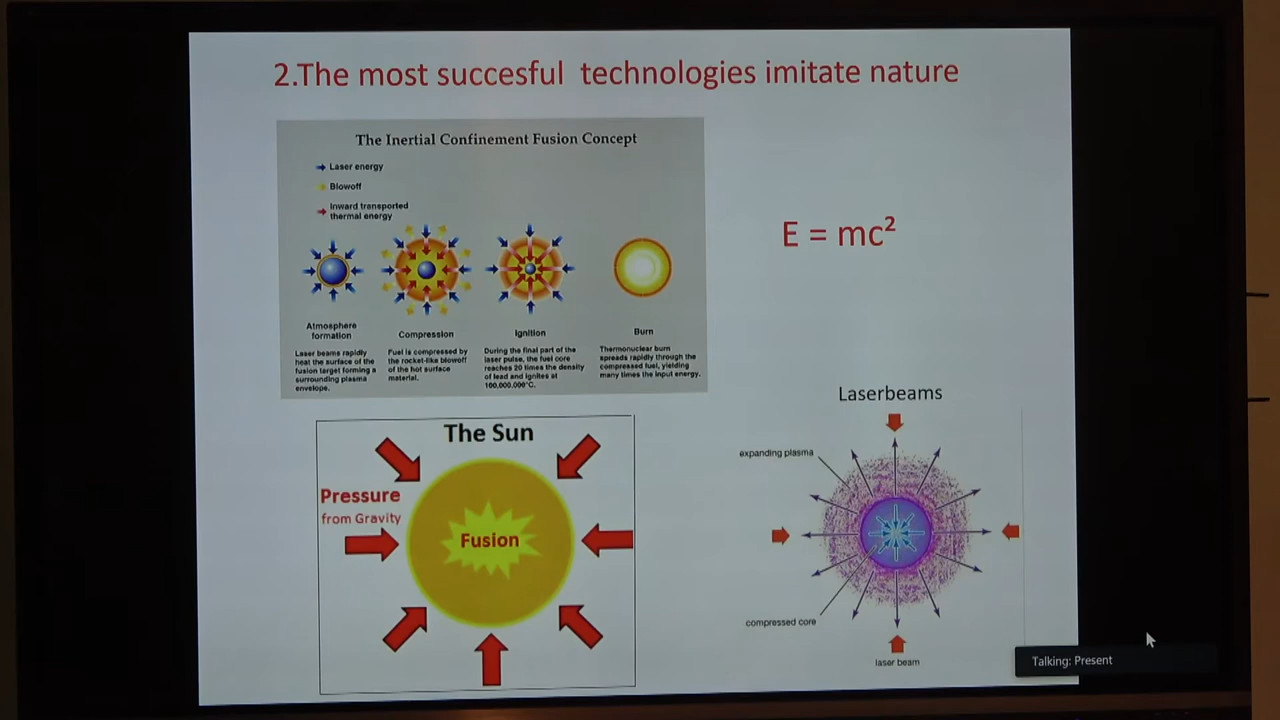 2.The most succesful technologies imitate nature
The Inertial Confinement Fusion Concept
Laser energy
Blowoff
Inward transported
thermal energy
Atmosphere
formation
Laser beams rapidly
heat the surface of the
fusion target forming a
surrounding plasma
envelope.
Compression
Fuel is compressed by
the rocket-like blowoff
of the hot surface
material.
Ignition
During the final part of the
laser pulse, the fuel core
reaches 20 times the density
of lead and ignites at
100,000,000°C.
Burn
Thermonuclear burn
spreads rapidly through the
compressed fuel, yielding
many times the input energy.
E = mc²
The Sun
Pressure
from Gravity
Fusion
Laserbeams
expanding plasma
compressed core
laser beam
Talking: Present